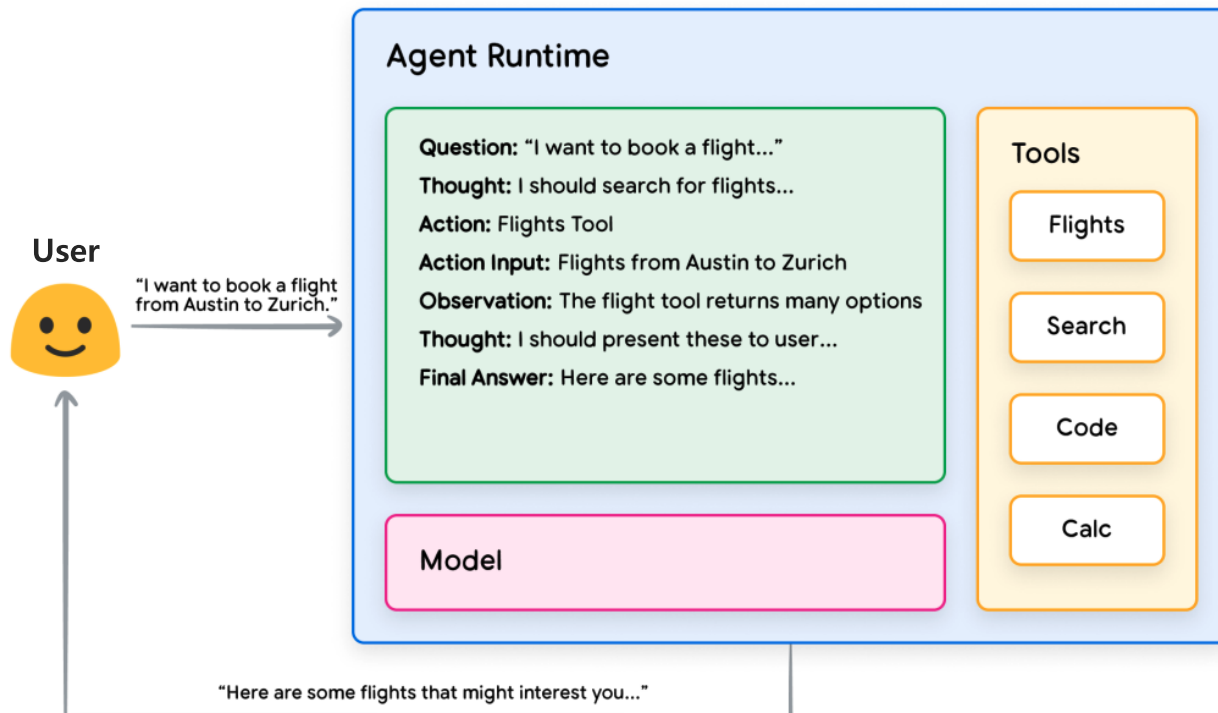 Agent Runtime
Question: “I want to book a flight...”
Thought: I should search for flights...
Action: Flights Tool
Action Input: Flights from Austin to Zurich
Observation: The flight tool returns many options
Thought: I should present these to user...
Final Answer: Here are some flights...
Model
Tools
Flights
Search
Code
Calc
User
“I want to book a flight
from Austin to Zurich.”
“Here are some flights that might interest you...”